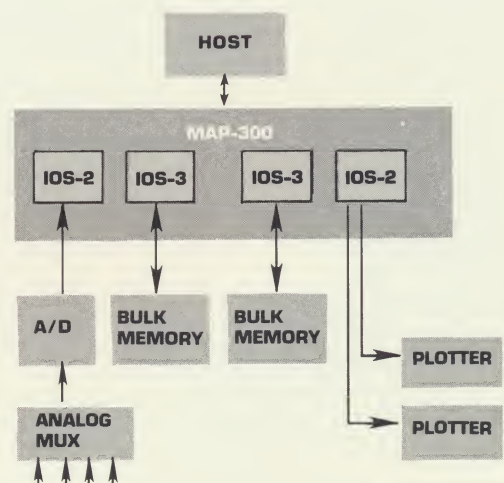 HOST
MAP-300
IOS-2 IOS-3 IOS-3 IOS-2
A/D
BULK
MEMORY
BULK
MEMORY
PLOTTER
ANALOG
MUX
PLOTTER